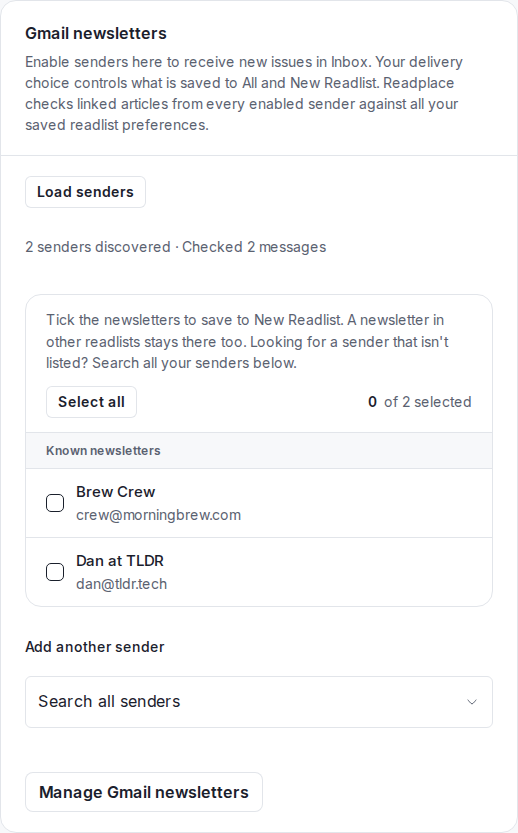 Gmail newsletters
Enable senders here to receive new issues in Inbox. Your delivery
choice controls what is saved to All and New Readlist. Readplace
checks linked articles from every enabled sender against all your
saved readlist preferences.
Load senders
2 senders discovered · Checked 2 messages
Tick the newsletters to save to New Readlist. A newsletter in
other readlists stays there too. Looking for a sender that isn't
listed? Search all your senders below.
Select all
0 of 2 selected
Known newsletters
Brew Crew
crew@morningbrew.com
Dan at TLDR
dan@tldr.tech
Add another sender
Search all senders
Manage Gmail newsletters